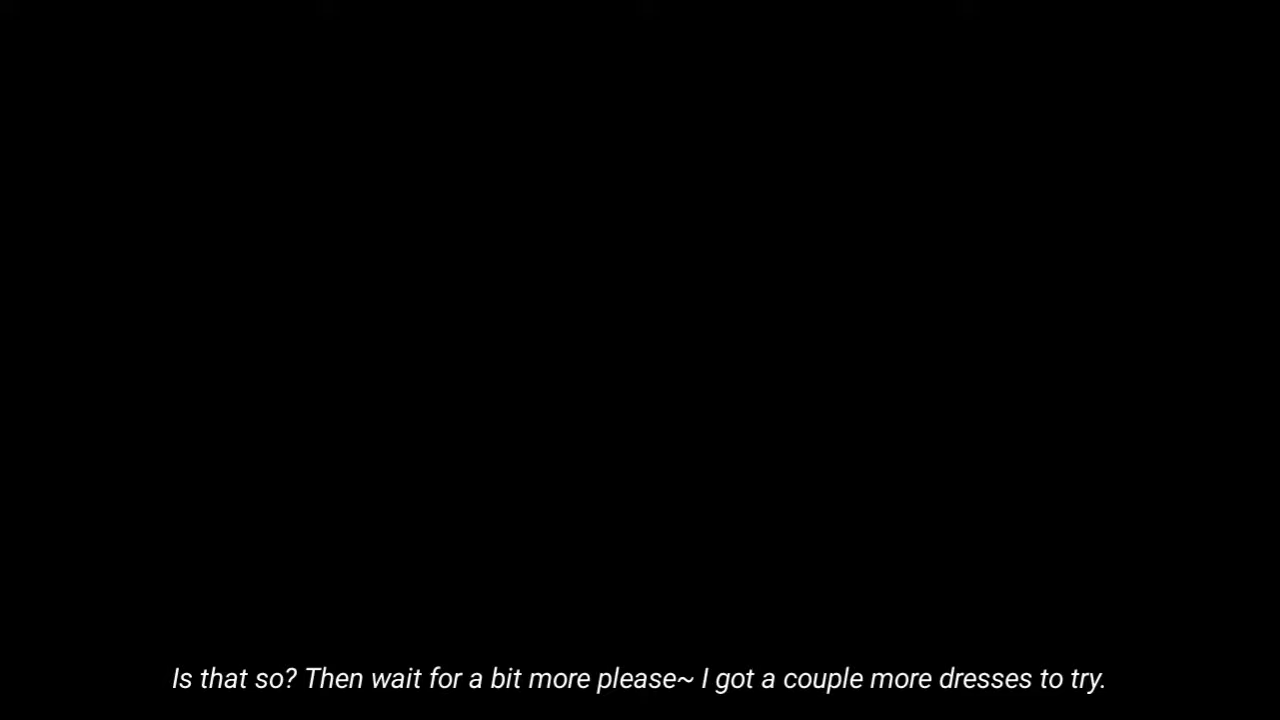 Is that so? Then wait for a bit more please~ I got a couple more dresses to try.